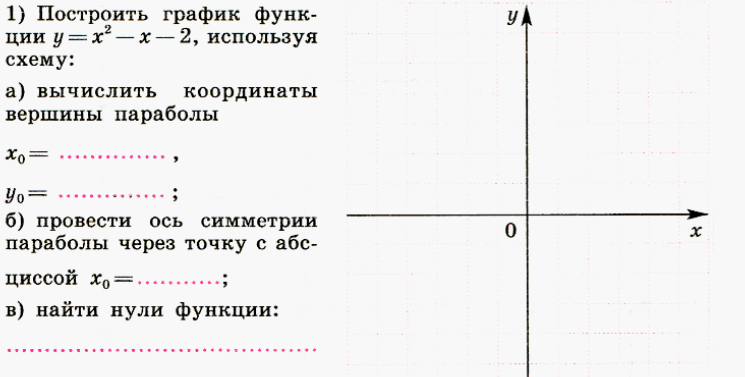 1) Построить график функ-
ции y = x² − x − 2, используя
схему:
а) вычислить координаты
вершины параболы
x₀ = .............. ,
y₀ = .............. ;
б) провести ось симметрии
параболы через точку с абс-
циссой x₀ = ...........;
в) найти нули функции:
.......................................
y
0
x